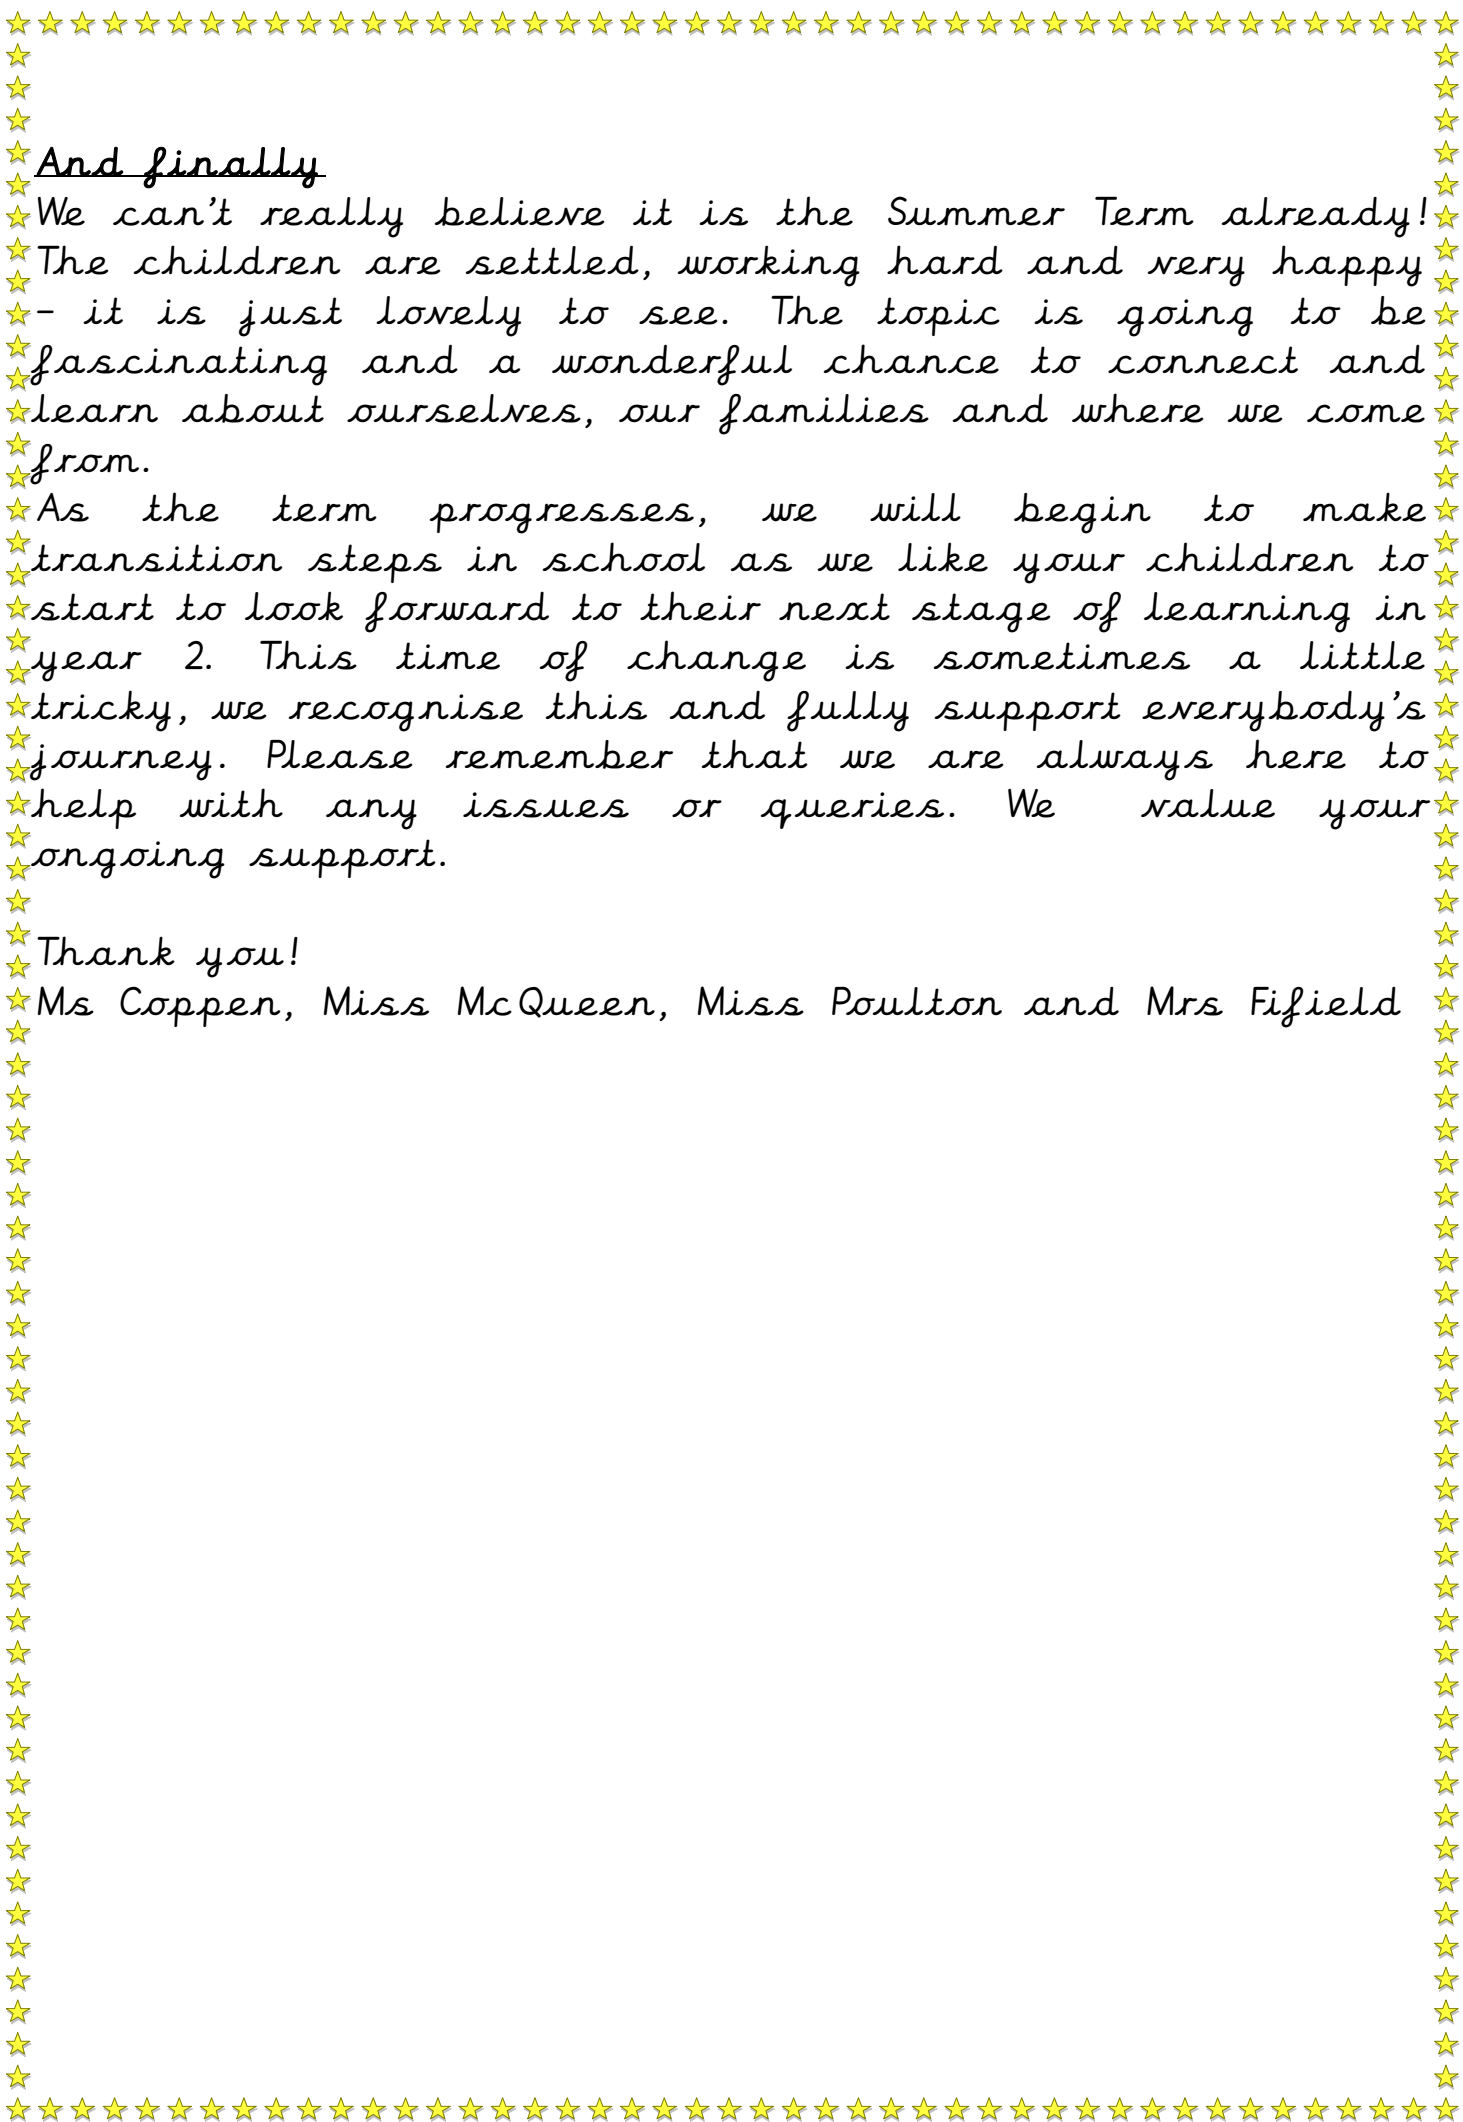 And finally
We can't really believe it is the Summer Term already!
The children are settled, working hard and very happy
- it is just lovely to see. The topic is going to be
fascinating and a wonderful chance to connect and
learn about ourselves, our families and where we come
from.
As the term progresses, we will begin to make
transition steps in school as we like your children to
start to look forward to their next stage of learning in
year 2. This time of change is sometimes a little
tricky, we recognise this and fully support everybody's
journey. Please remember that we are always here to
help with any issues or queries. We value your
ongoing support.
Thank you!
Ms Coppen, Miss McQueen, Miss Poulton and Mrs Fifield